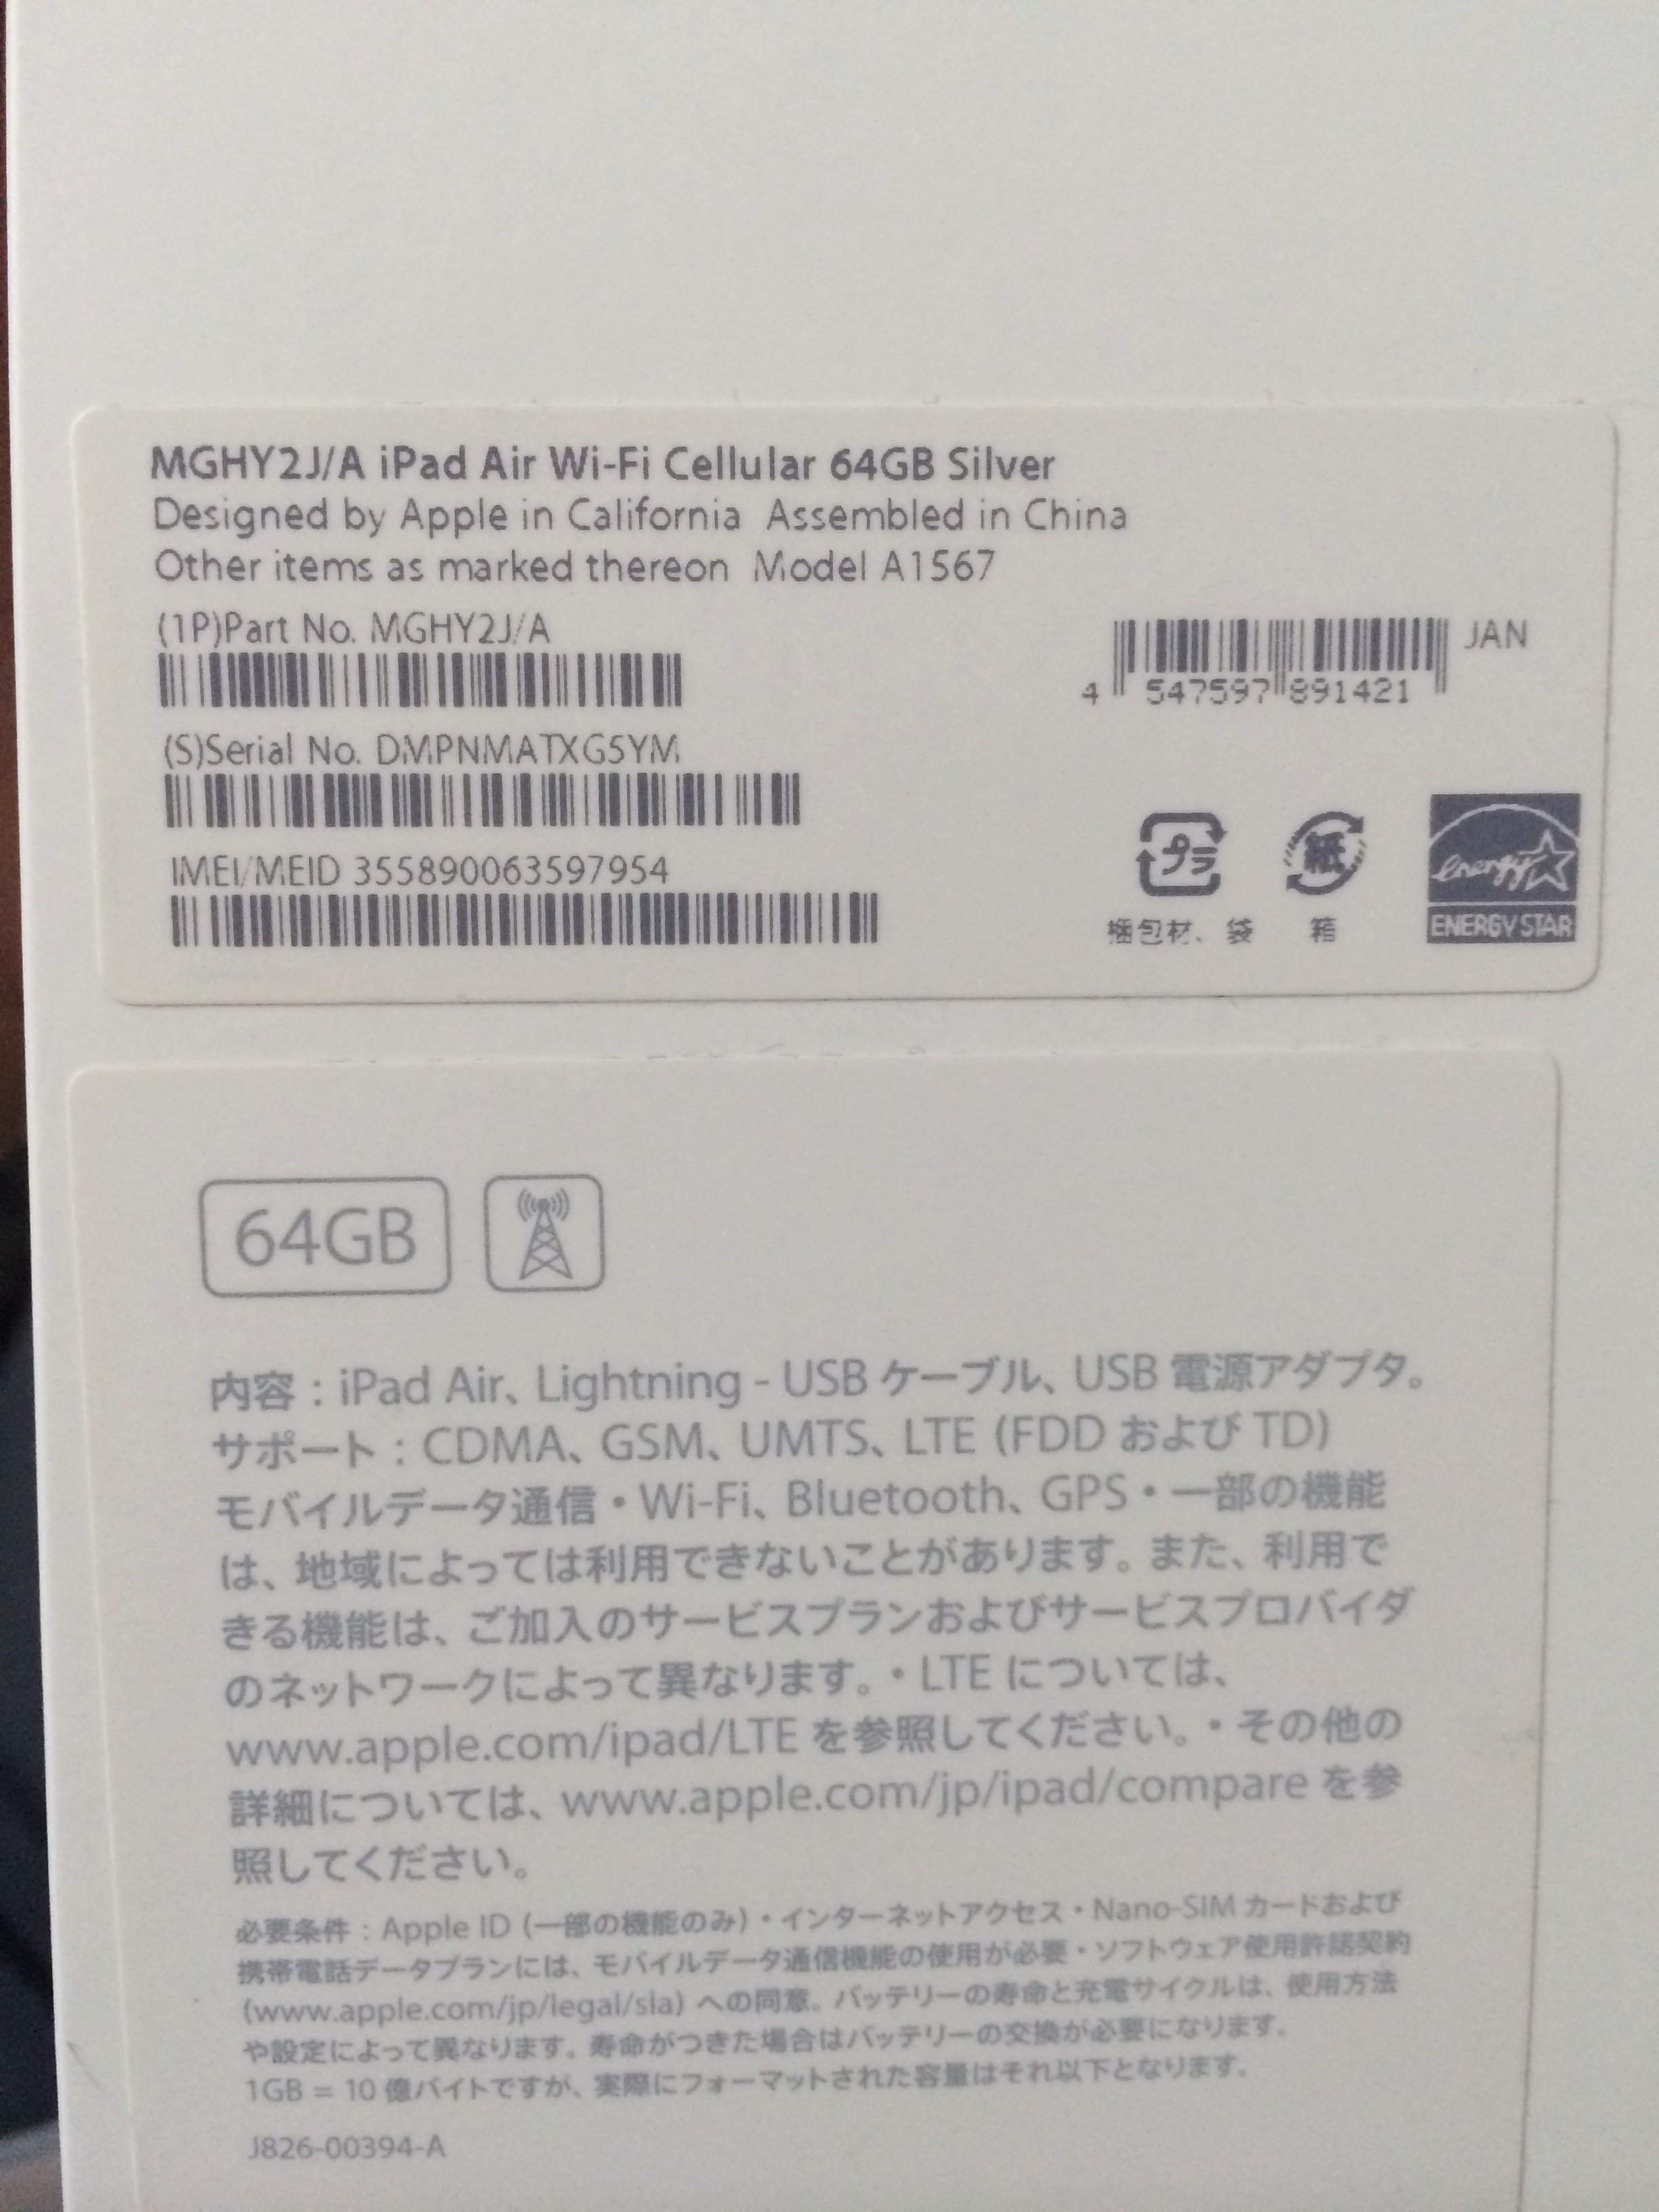 MGHY2J/A iPad Air Wi-Fi Cellular 64GB Silver
Designed by Apple in California Assembled in China
Other items as marked thereon Model A1567
(1P)Part No. MGHY2J/A
JAN
4 547597 891421
(S)Serial No. DMPNMATXG5YM
IMEI/MEID 355890063597954
プラ
紙
energy
梱包材、袋
箱
ENERGY STAR
64GB
内容：iPad Air、Lightning - USB ケーブル、USB 電源アダプタ。
サポート：CDMA、GSM、UMTS、LTE (FDD および TD)
モバイルデータ通信・Wi-Fi、Bluetooth、GPS・一部の機能
は、地域によっては利用できないことがあります。また、利用で
きる機能は、ご加入のサービスプランおよびサービスプロバイダ
のネットワークによって異なります。・LTE については、
www.apple.com/ipad/LTE を参照してください。・その他の
詳細については、www.apple.com/jp/ipad/compare を参
照してください。
必要条件：Apple ID (一部の機能のみ)・インターネットアクセス・Nano-SIM カードおよび
携帯電話データプランには、モバイルデータ通信機能の使用が必要・ソフトウェア使用許諾契約
(www.apple.com/jp/legal/sla) への同意。バッテリーの寿命と充電サイクルは、使用方法
や設定によって異なります。寿命がつきた場合はバッテリーの交換が必要になります。
1GB = 10 億バイトですが、実際にフォーマットされた容量はそれ以下となります。
J826-00394-A